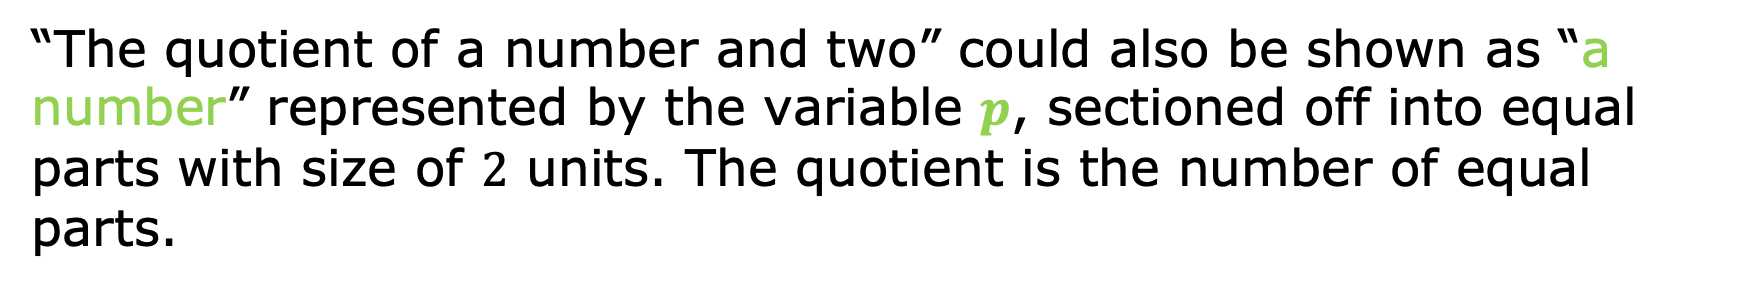 “The quotient of a number and two” could also be shown as “a
number” represented by the variable p, sectioned off into equal
parts with size of 2 units. The quotient is the number of equal
parts.